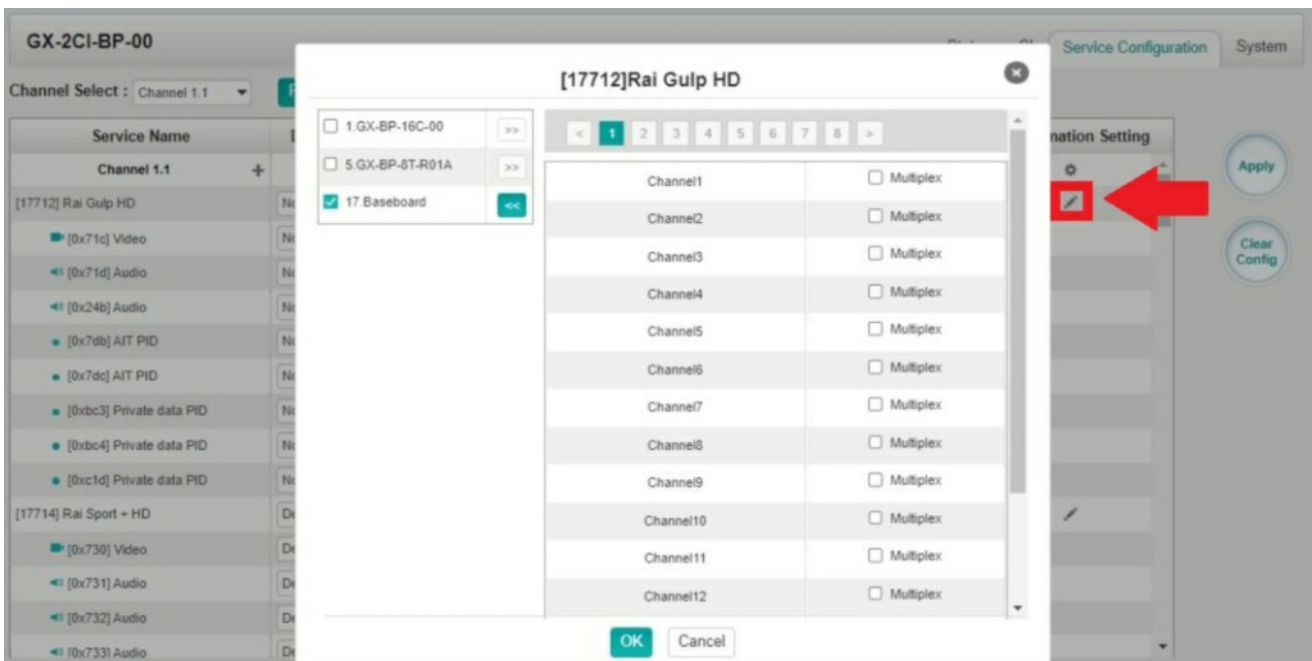 GX-2CI-BP-00
Service Configuration
System
Channel Select : Channel 1.1
[17712]Rai Gulp HD
Service Name
nation Setting
Channel 1.1 +
[17712] Rai Gulp HD
[0x71c] Video
[0x71d] Audio
[0x24b] Audio
[0x7db] AIT PID
[0x7dc] AIT PID
[0xbc3] Private data PID
[0xbc4] Private data PID
[0xc1d] Private data PID
[17714] Rai Sport + HD
[0x730] Video
[0x731] Audio
[0x732] Audio
[0x733] Audio
1.GX-BP-16C-00 >>
5.GX-BP-8T-R01A >>
17.Baseboard <<
< 1 2 3 4 5 6 7 8 >
Channel1 Multiplex
Channel2 Multiplex
Channel3 Multiplex
Channel4 Multiplex
Channel5 Multiplex
Channel6 Multiplex
Channel7 Multiplex
Channel8 Multiplex
Channel9 Multiplex
Channel10 Multiplex
Channel11 Multiplex
Channel12 Multiplex
OK Cancel
Apply
Clear
Config